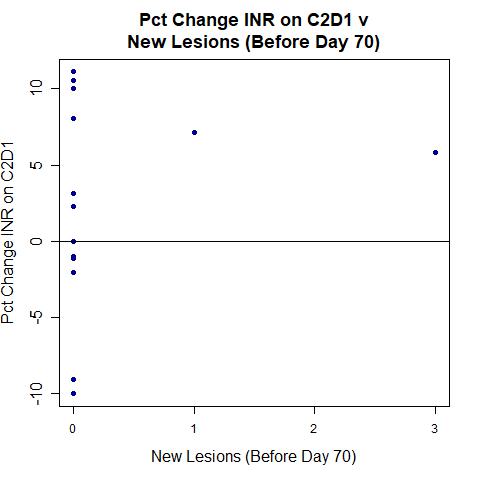 Pct Change INR on C2D1 v
New Lesions (Before Day 70)
Pct Change INR on C2D1
10
5
0
-5
-10
0 1 2 3
New Lesions (Before Day 70)